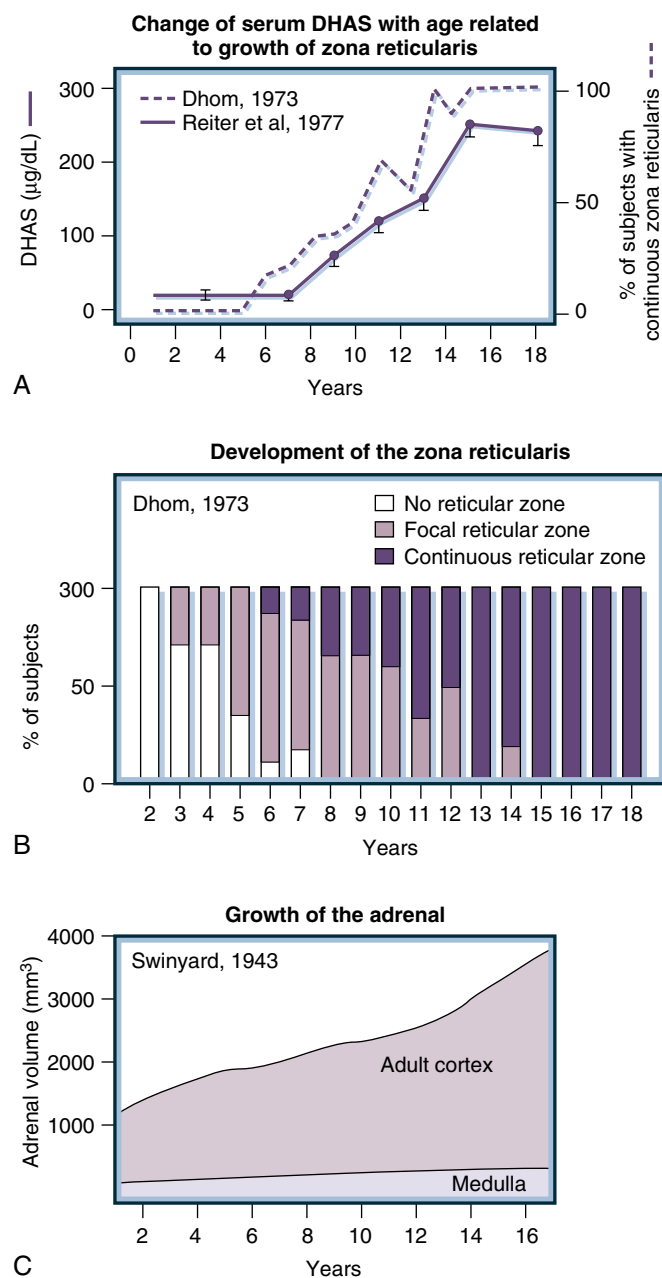 Change of serum DHAS with age related
to growth of zona reticularis
DHAS (µg/dL)
300
200
100
0
Dhom, 1973
Reiter et al, 1977
100
50
0
% of subjects with
continuous zona reticularis
0 2 4 6 8 10 12 14 16 18
Years
A
Development of the zona reticularis
% of subjects
300
50
0
Dhom, 1973
No reticular zone
Focal reticular zone
Continuous reticular zone
2 3 4 5 6 7 8 9 10 11 12 13 14 15 16 17 18
Years
B
Growth of the adrenal
Adrenal volume (mm³)
4000
3000
2000
1000
Swinyard, 1943
Adult cortex
Medulla
2 4 6 8 10 12 14 16
Years
C